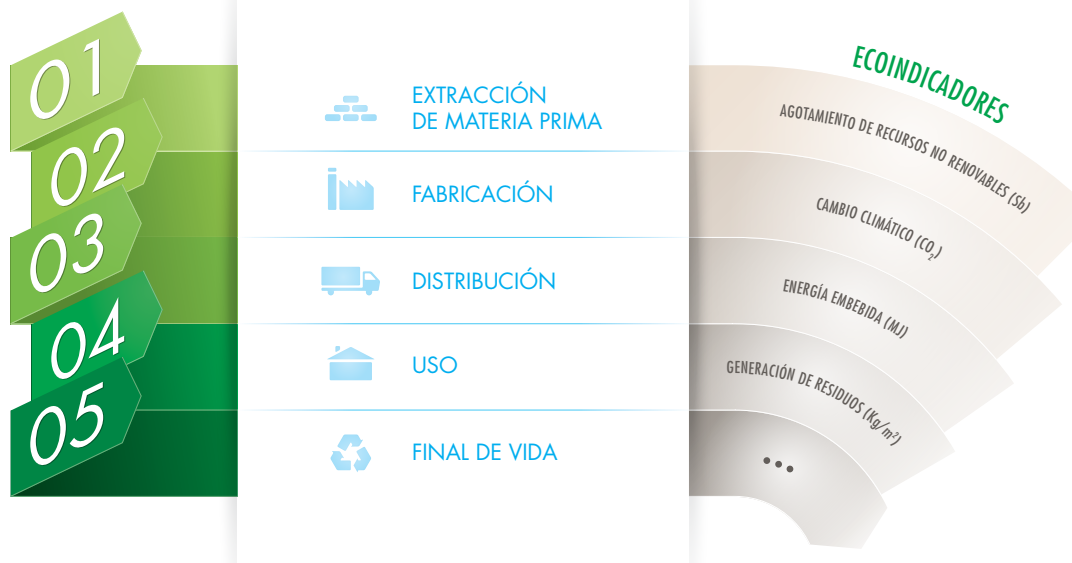 01
02
03
04
05
EXTRACCIÓN
DE MATERIA PRIMA
FABRICACIÓN
DISTRIBUCIÓN
USO
FINAL DE VIDA
ECOINDICADORES
AGOTAMIENTO DE RECURSOS NO RENOVABLES (Sb)
CAMBIO CLIMÁTICO (CO₂)
ENERGÍA EMBEBIDA (MJ)
GENERACIÓN DE RESIDUOS (Kg/m²)
...